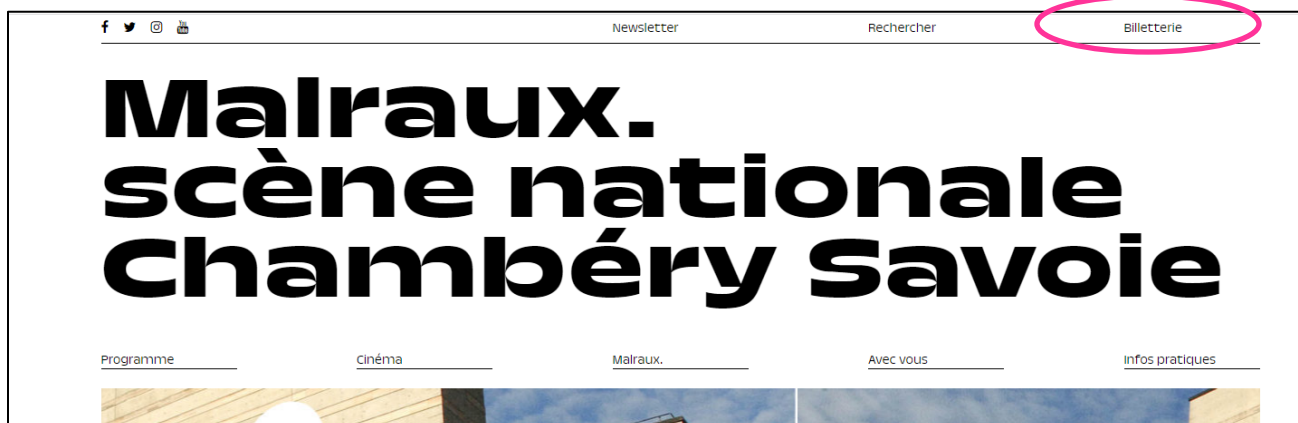 Newsletter Rechercher Billetterie
Malraux.
scène nationale
Chambéry Savoie
Programme Cinéma Malraux. Avec vous Infos pratiques